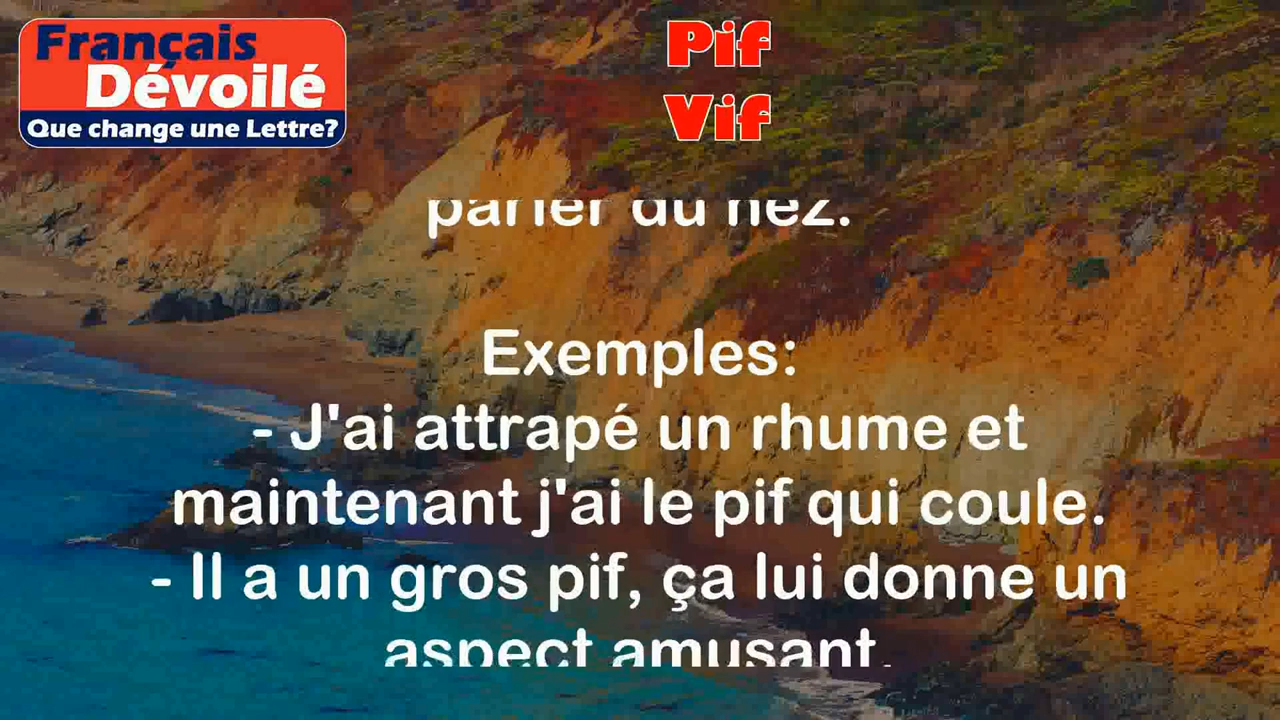 Français
Dévoilé
Que change une Lettre?
Pif
Vif
parler du nez.
Exemples:
- J'ai attrapé un rhume et
maintenant j'ai le pif qui coule.
- Il a un gros pif, ça lui donne un
aspect amusant.